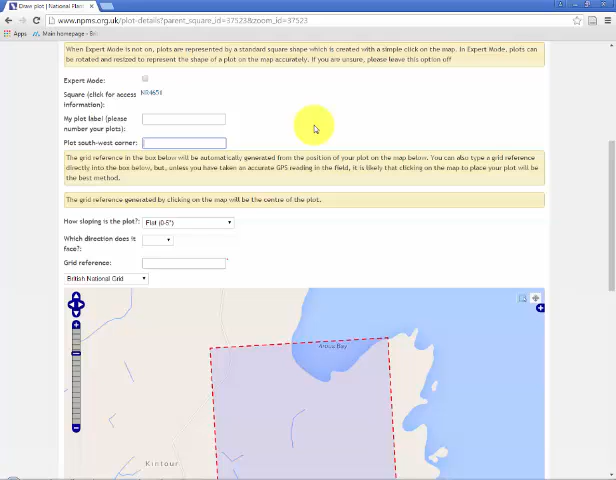 Draw plot | National Plan
www.npms.org.uk/plot-details?parent_square_id=37523&zoom_id=37523
Apps
Main homepage -
When Expert Mode is not on, plots are represented by a standard square shape which is created with a simple click on the map. In Expert Mode, plots can
be rotated and resized to represent the shape of a plot on the map accurately. If you are unsure, please leave this option off
Expert Mode:
Square (click for access
information):
NR4651
My plot label (please
number your plots):
Plot south-west corner:
The grid reference in the box below will be automatically generated from the position of your plot on the map below. You can also type a grid reference
directly into the box below, but, unless you have taken an accurate GPS reading in the field, it is likely that clicking on the map to place your plot will be
the best method.
The grid reference generated by clicking on the map will be the centre of the plot.
How sloping is the plot?:
Flat (0-5°)
Which direction does it
face?:
Grid reference:
*
British National Grid
Aros Bay
Kintour